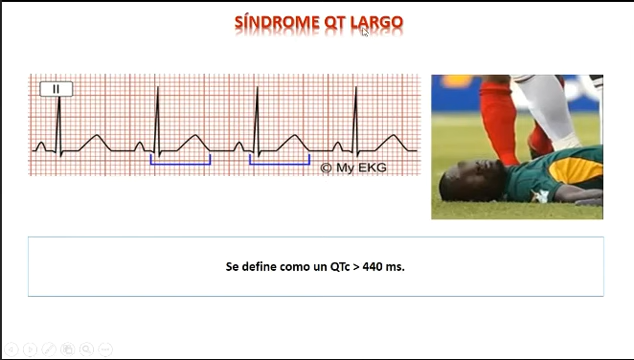 SÍNDROME QT LARGO
II
© My EKG
Se define como un QTc > 440 ms.